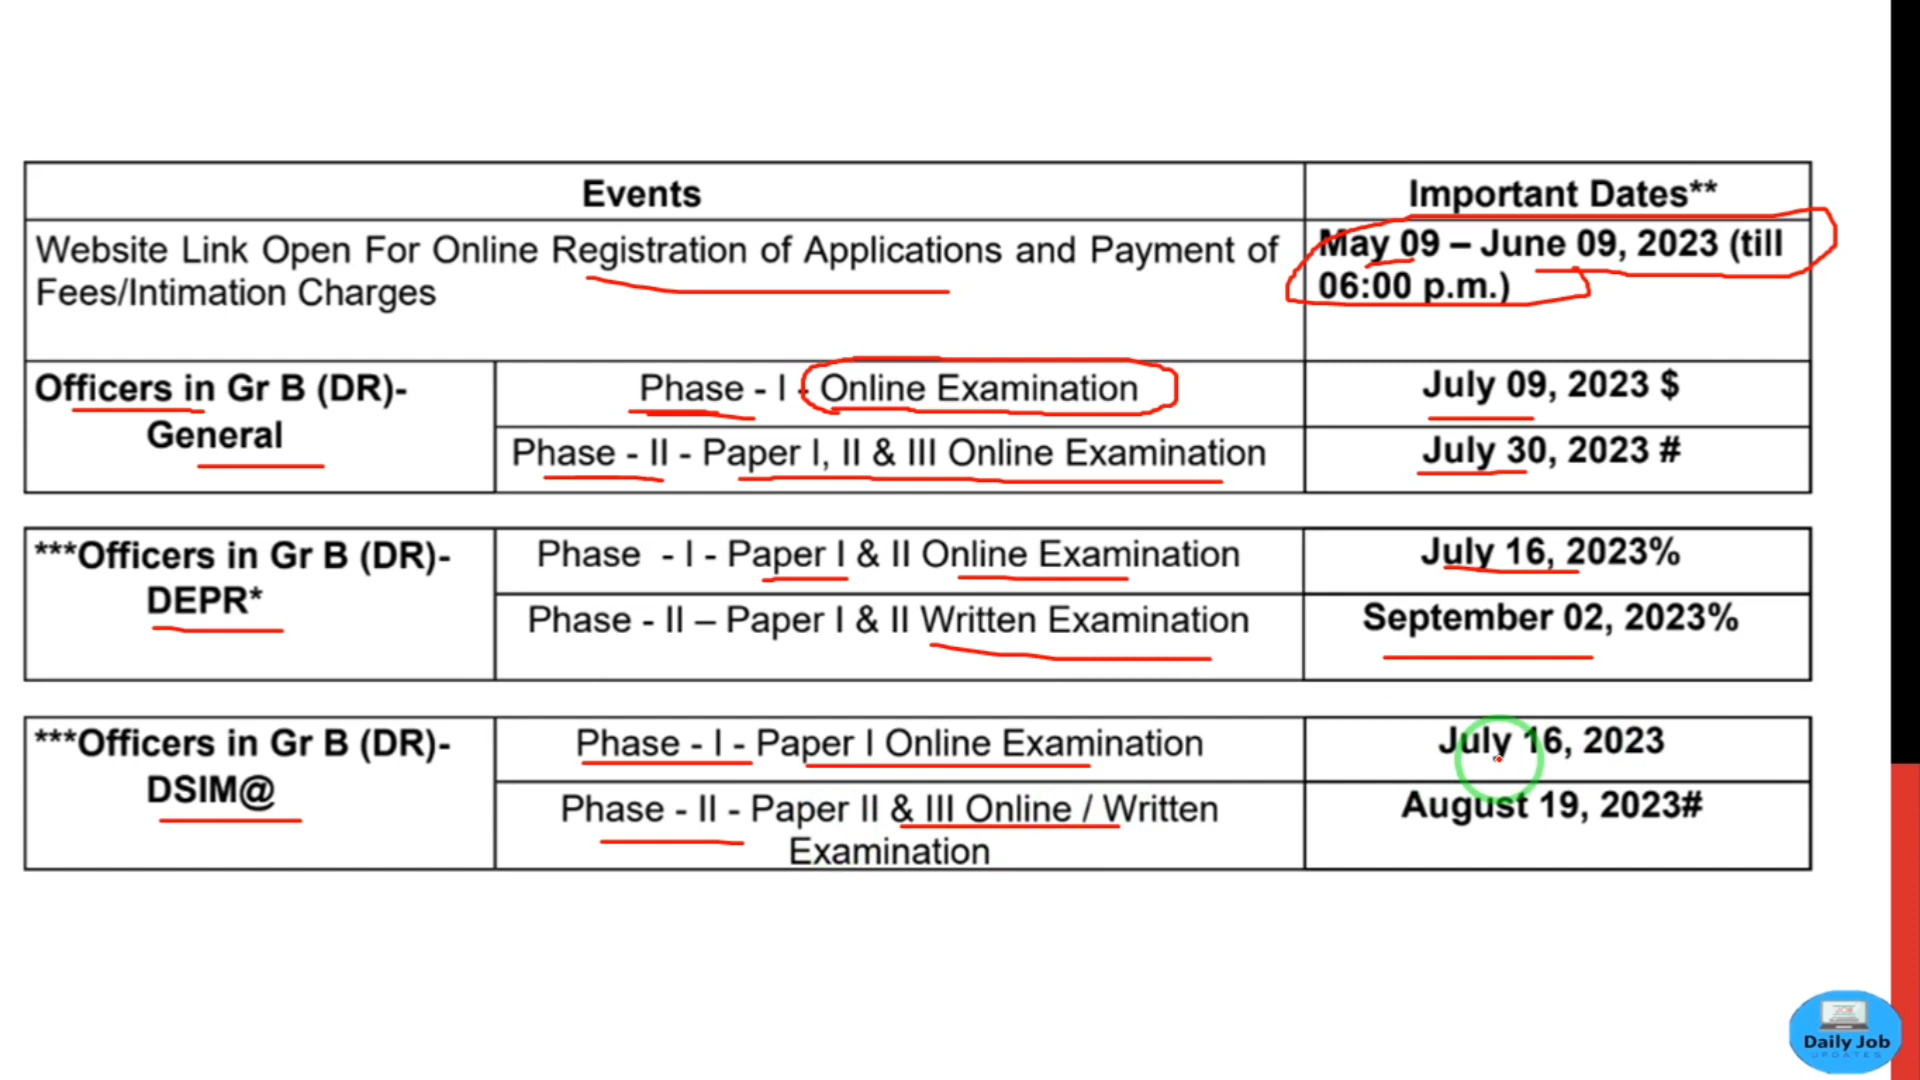 Events
Important Dates**
Website Link Open For Online Registration of Applications and Payment of
Fees/Intimation Charges
May 09 – June 09, 2023 (till
06:00 p.m.)
Officers in Gr B (DR)-
General
Phase - I - Online Examination
July 09, 2023 $
Phase - II - Paper I, II & III Online Examination
July 30, 2023 #
***Officers in Gr B (DR)-
DEPR*
Phase - I - Paper I & II Online Examination
July 16, 2023%
Phase - II – Paper I & II Written Examination
September 02, 2023%
***Officers in Gr B (DR)-
DSIM@
Phase - I - Paper I Online Examination
July 16, 2023
Phase - II - Paper II & III Online / Written
Examination
August 19, 2023#
Daily Job
UPDATES